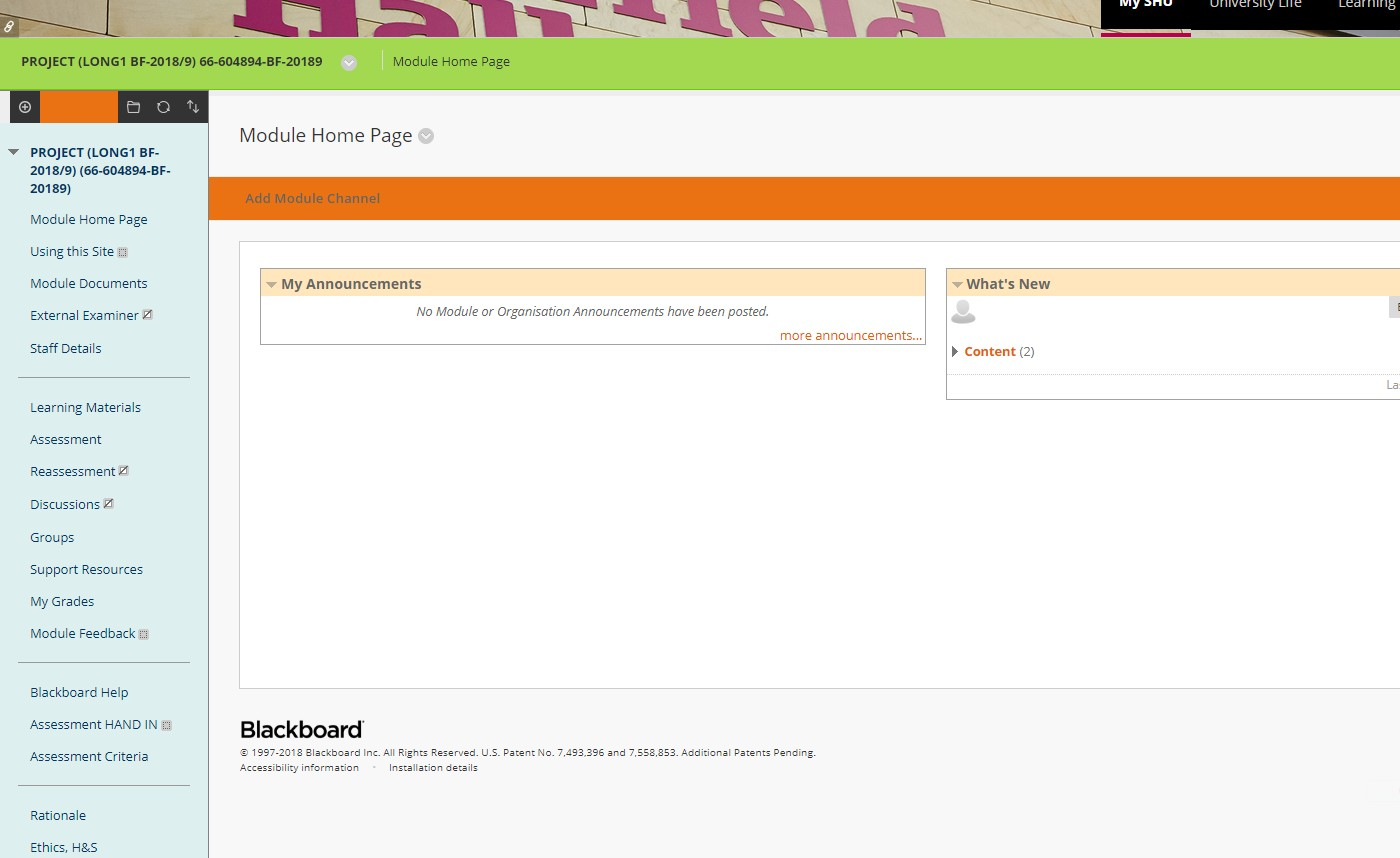 Hallam
Sheffield
My SHU
University Life
Learning
PROJECT (LONG1 BF-2018/9) 66-604894-BF-20189
Module Home Page
PROJECT (LONG1 BF-
2018/9) (66-604894-BF-
20189)
Module Home Page
Using this Site
Module Documents
External Examiner
Staff Details
Learning Materials
Assessment
Reassessment
Discussions
Groups
Support Resources
My Grades
Module Feedback
Blackboard Help
Assessment HAND IN
Assessment Criteria
Rationale
Ethics, H&S
Module Home Page
Add Module Channel
My Announcements
No Module or Organisation Announcements have been posted.
more announcements...
What's New
Content (2)
Blackboard
© 1997-2018 Blackboard Inc. All Rights Reserved. U.S. Patent No. 7,493,396 and 7,558,853. Additional Patents Pending.
Accessibility information
Installation details